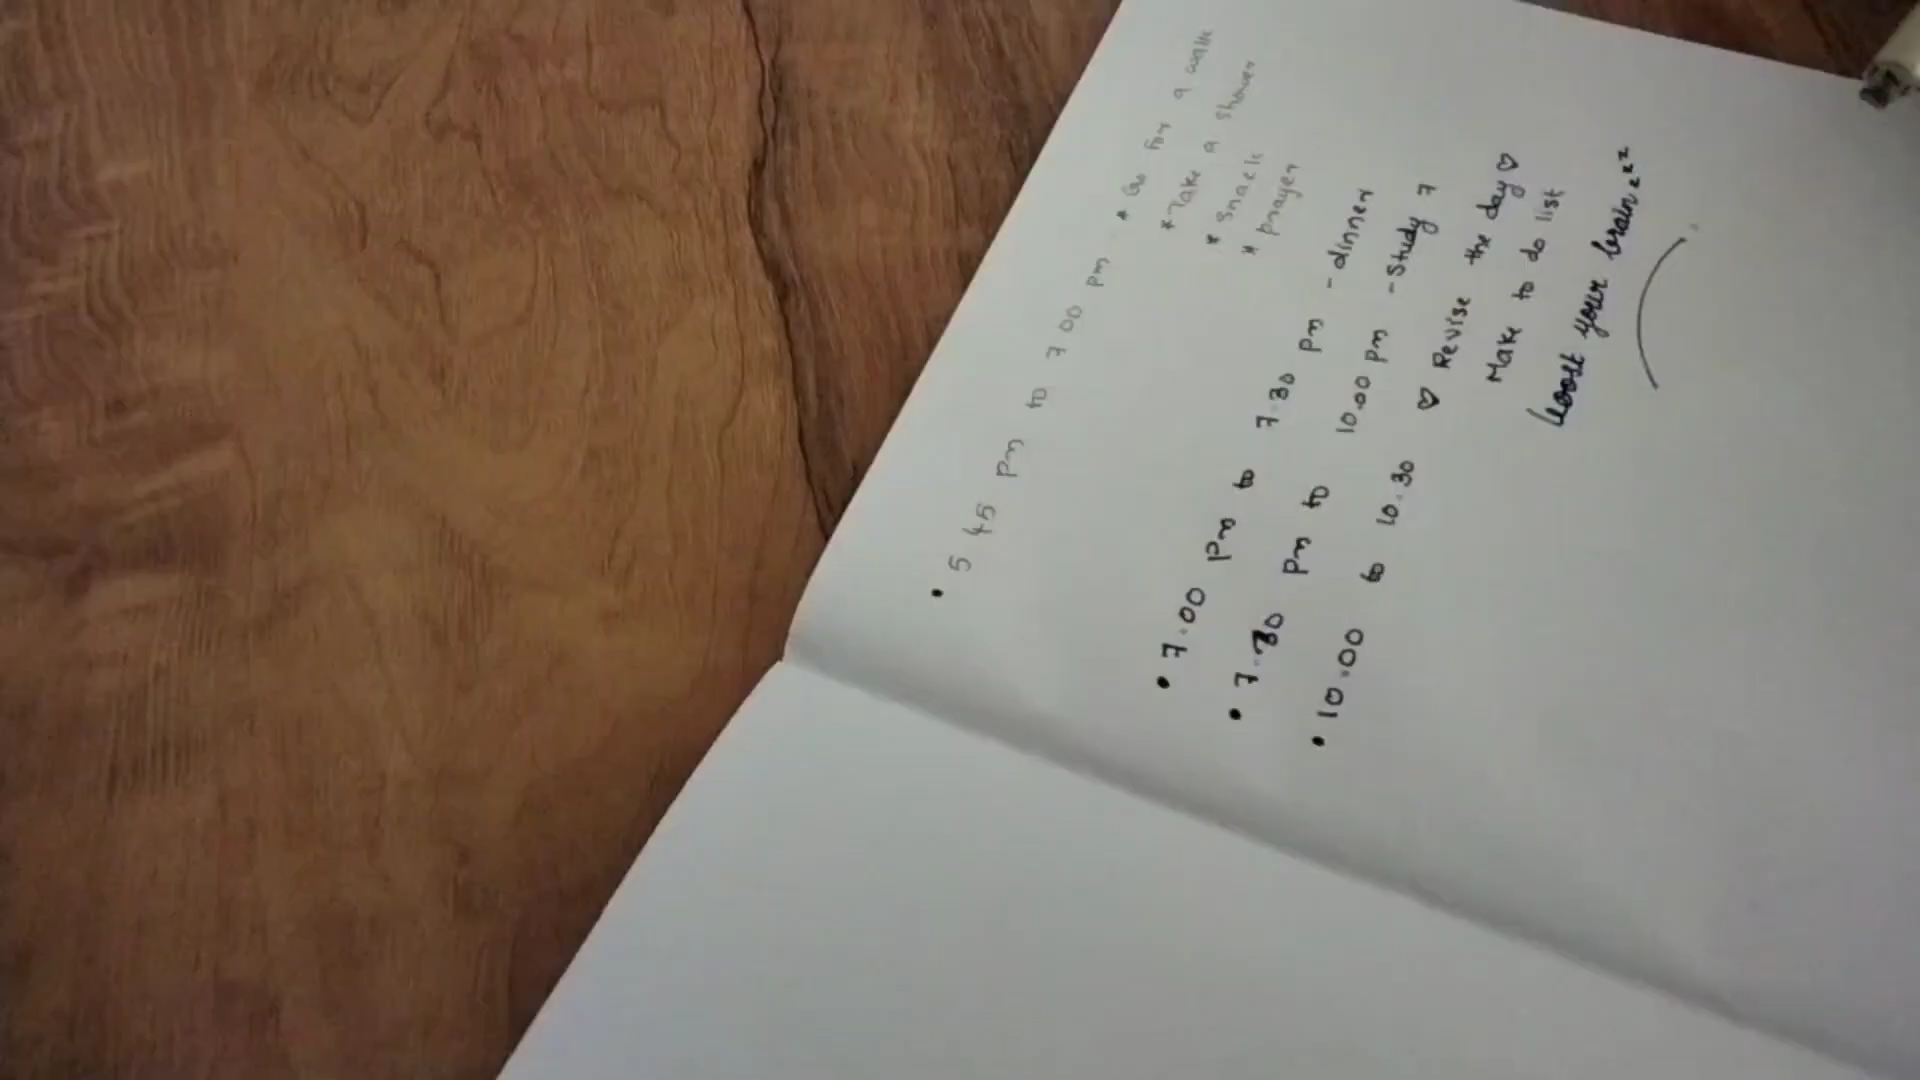 • 5 45 pm to 7 00 pm * Go for a walk
* Take a shower
* Snacks
* prayer
• 7.00 pm to 7.30 pm - dinner
• 7.30 pm to 10.00 pm - Study 7
• 10.00 to 10.30 ♡ Revise the day ♡
Make to do list
boost your brain